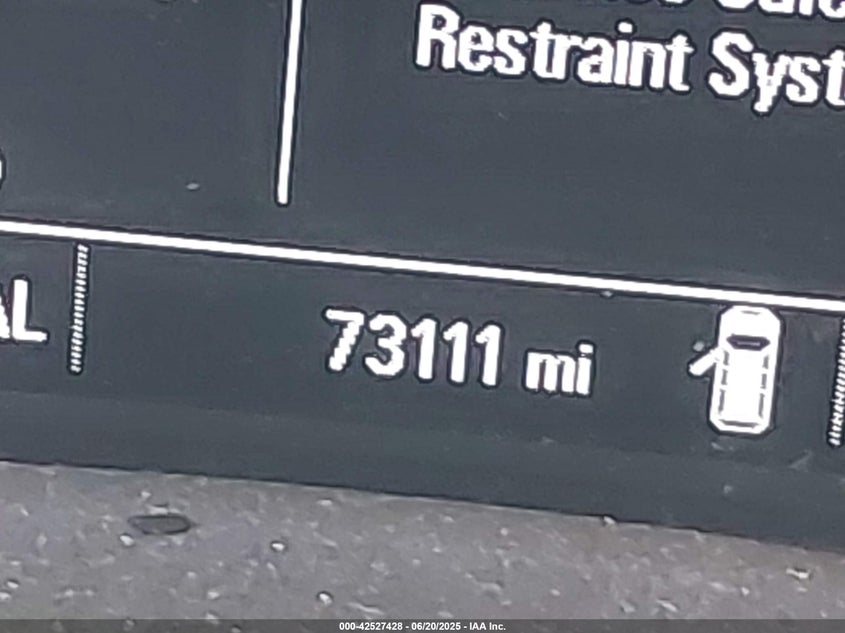 Restraint Syst
AL
73111 mi
000-42527428 - 06/20/2025 - IAA Inc.